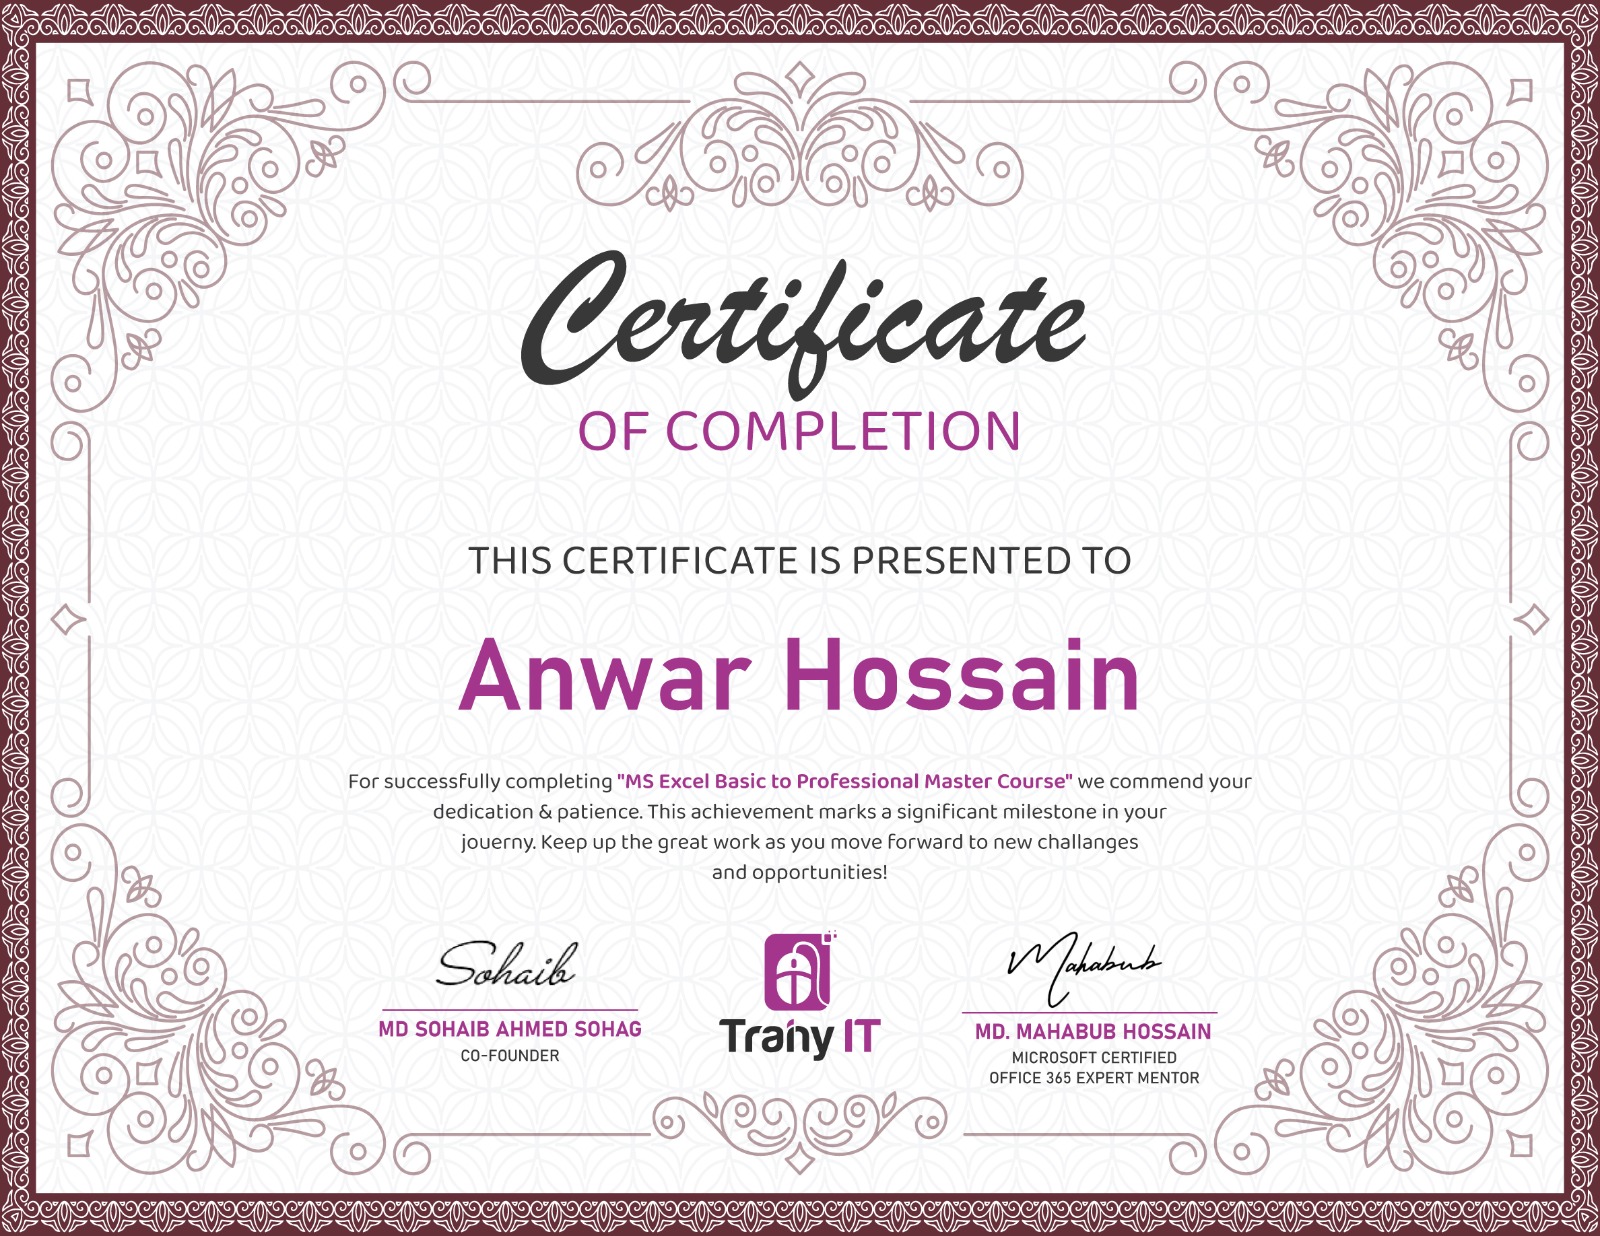 Certificate
OF COMPLETION
THIS CERTIFICATE IS PRESENTED TO
Anwar Hossain
For successfully completing "MS Excel Basic to Professional Master Course" we commend your
dedication & patience. This achievement marks a significant milestone in your
jouerny. Keep up the great work as you move forward to new challanges
and opportunities!
Sohaib
MD SOHAIB AHMED SOHAG
CO-FOUNDER
Trainy IT
Mahabub
MD. MAHABUB HOSSAIN
MICROSOFT CERTIFIED
OFFICE 365 EXPERT MENTOR